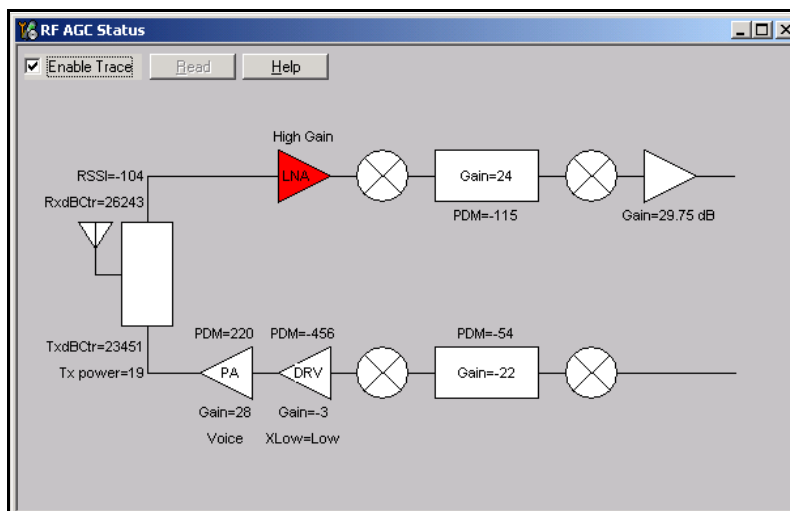 RF AGC Status
Enable Trace
Read
Help
High Gain
RSSI=-104
LNA
Gain=24
RxdBCtr=26243
PDM=-115
Gain=29.75 dB
PDM=220
PDM=-456
PDM=-54
TxdBCtr=23451
Tx power=19
PA
DRV
Gain=-22
Gain=28
Gain=-3
Voice
XLow=Low